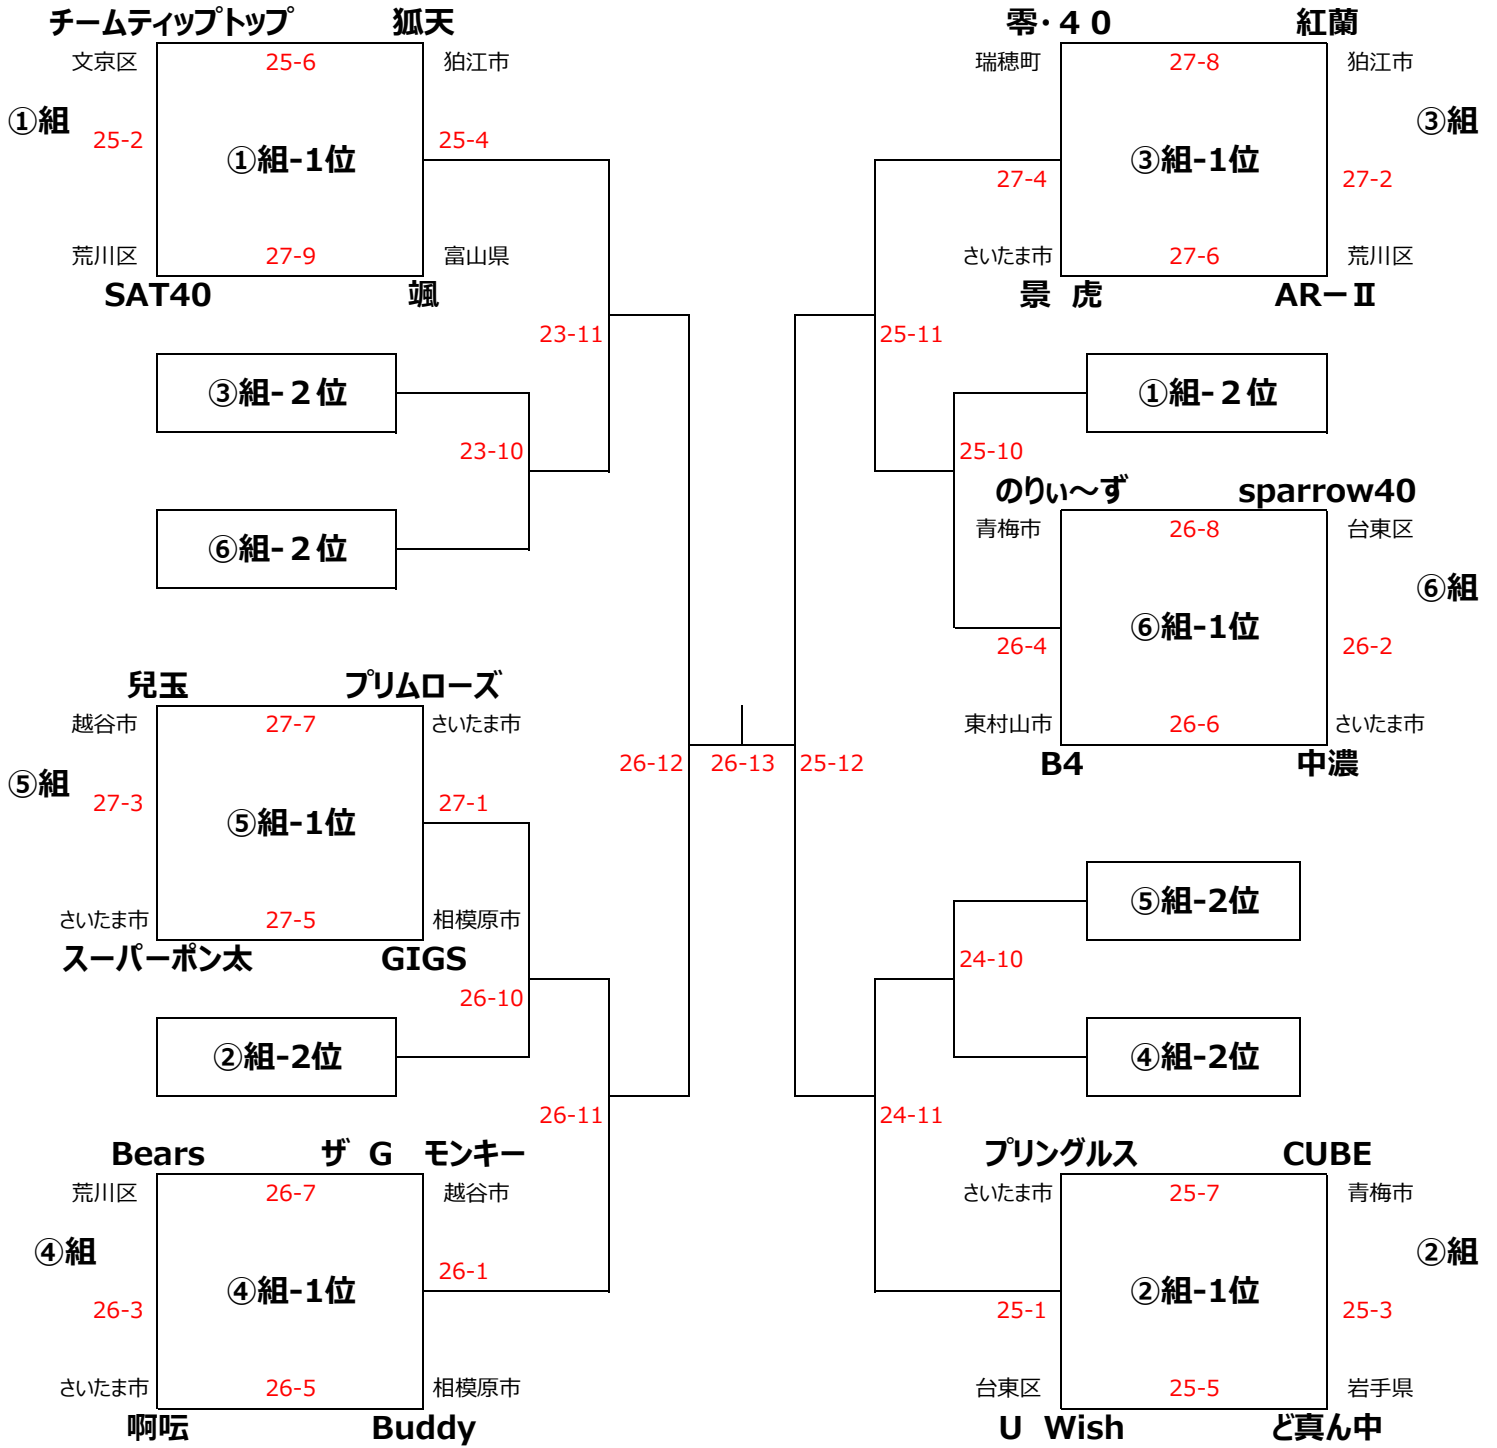 チームティップトップ 狐天
文京区 25-6 狛江市
①組
25-2 25-4
①組-1位
荒川区 27-9 富山県
SAT40 颯
23-11
③組-２位
23-10
⑥組-２位
兒玉 プリムローズ
越谷市 27-7 さいたま市
⑤組
27-3 27-1
⑤組-1位
さいたま市 27-5 相模原市
スーパーポン太 GIGS
26-10
②組-2位
26-11
Bears ザ G モンキー
荒川区 26-7 越谷市
④組
26-1
④組-1位
26-3
さいたま市 26-5 相模原市
啊呍 Buddy
26-12 26-13 25-12
零・４０ 紅蘭
瑞穂町 27-8 狛江市
③組
③組-1位
27-4 27-2
さいたま市 27-6 荒川区
景 虎 AR－Ⅱ
25-11
①組-２位
25-10
のりぃ～ず sparrow40
青梅市 26-8 台東区
⑥組
⑥組-1位
26-4 26-2
東村山市 26-6 さいたま市
B4 中濃
⑤組-2位
24-10
④組-2位
24-11
プリングルス CUBE
さいたま市 25-7 青梅市
②組
②組-1位
25-1 25-3
台東区 25-5 岩手県
U Wish ど真ん中